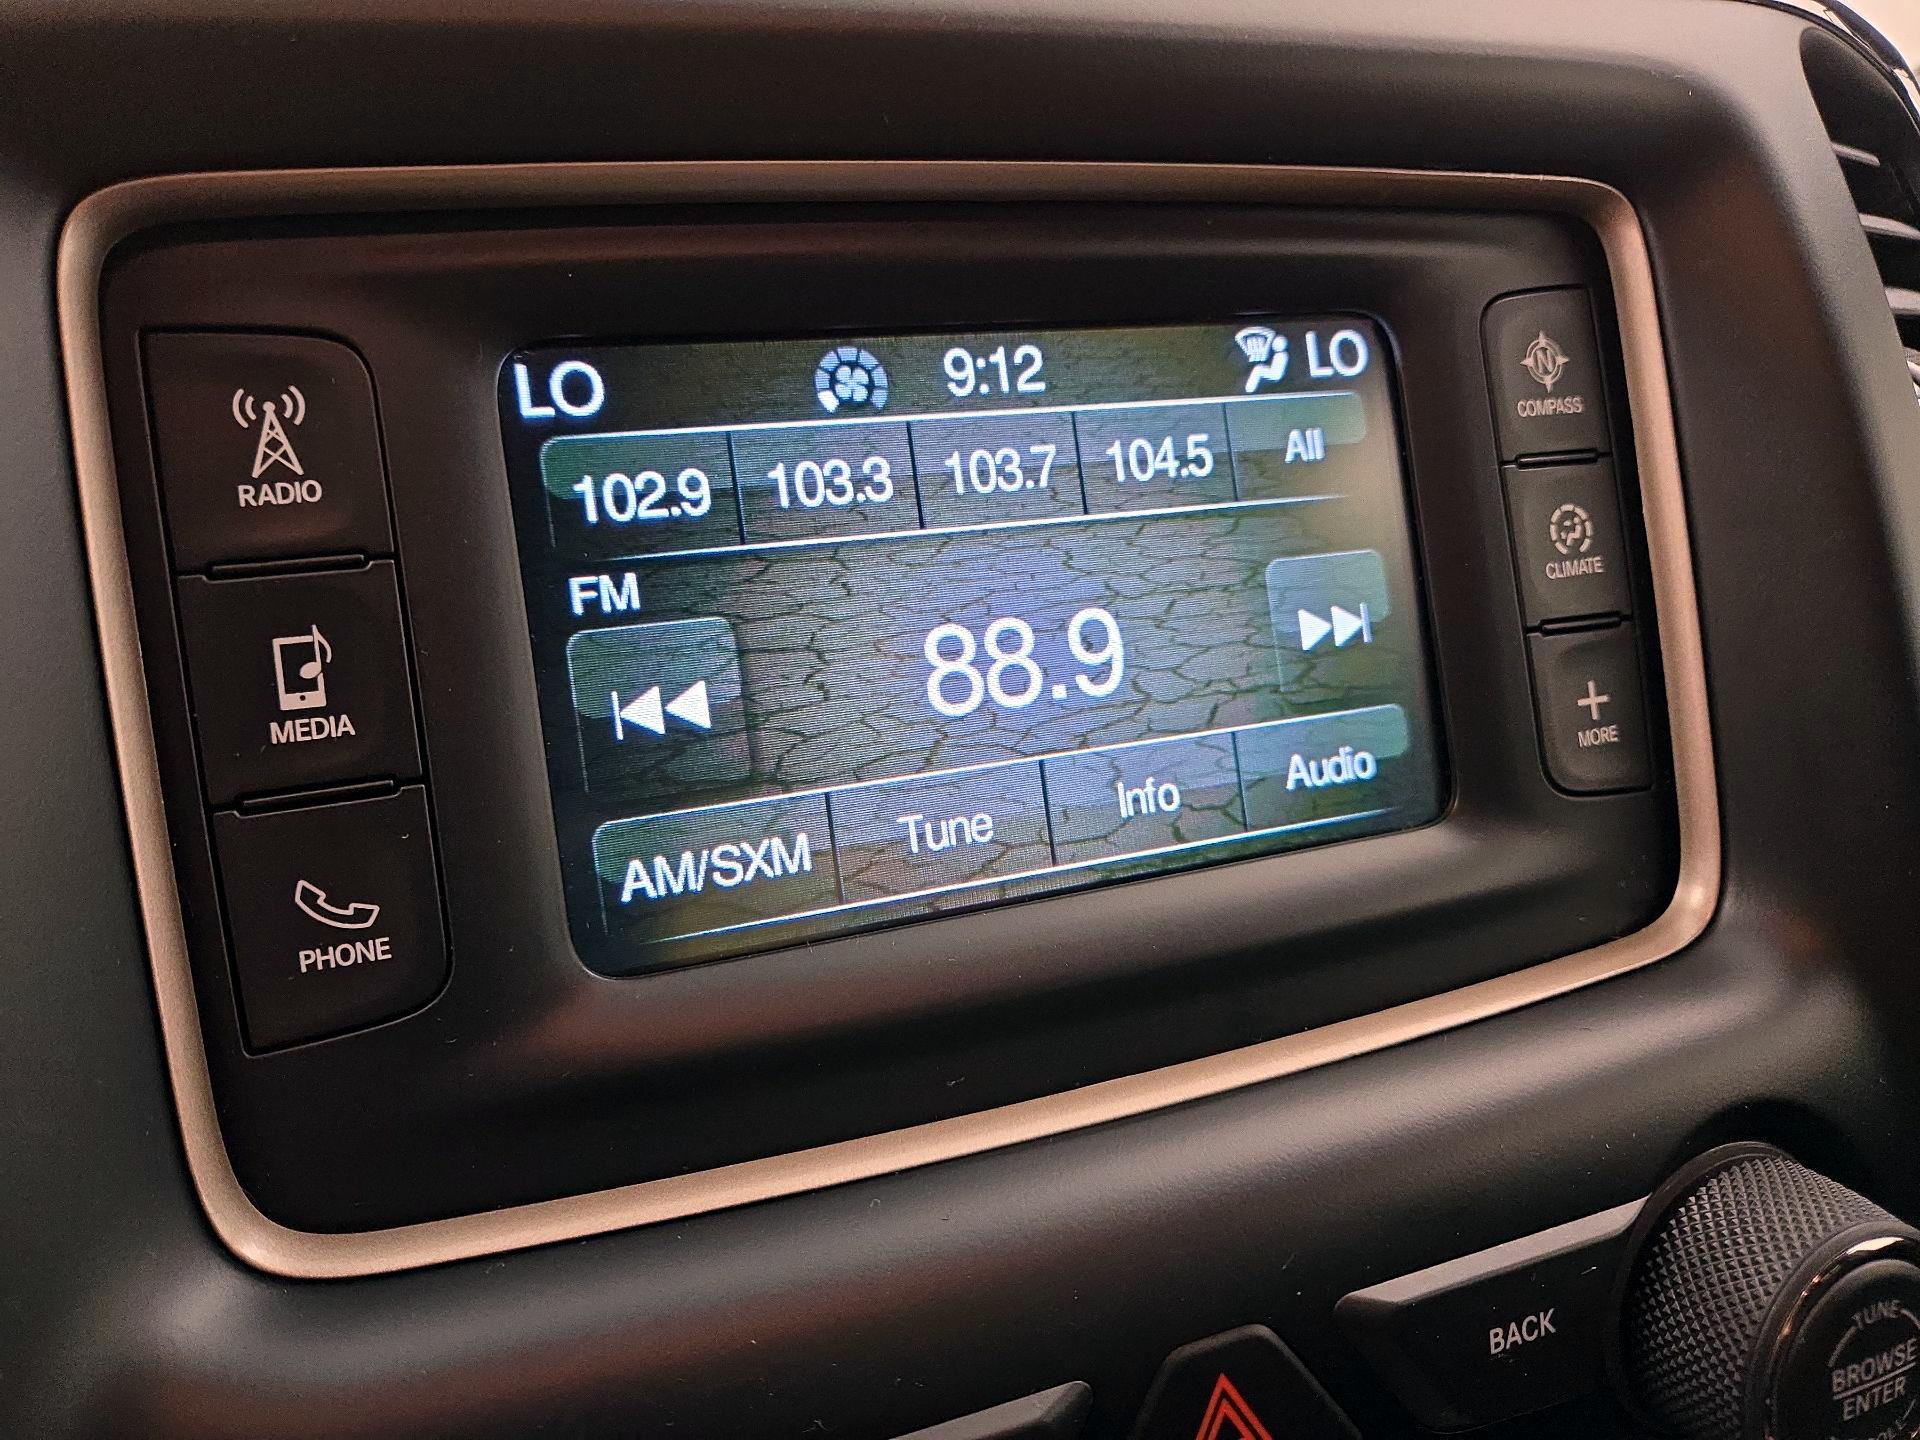 LO 9:12 LO
102.9 103.3 103.7 104.5 All
FM
88.9
AM/SXM Tune Info Audio
RADIO
MEDIA
PHONE
N
COMPASS
CLIMATE
MORE
BACK
TUNE
BROWSE
ENTER